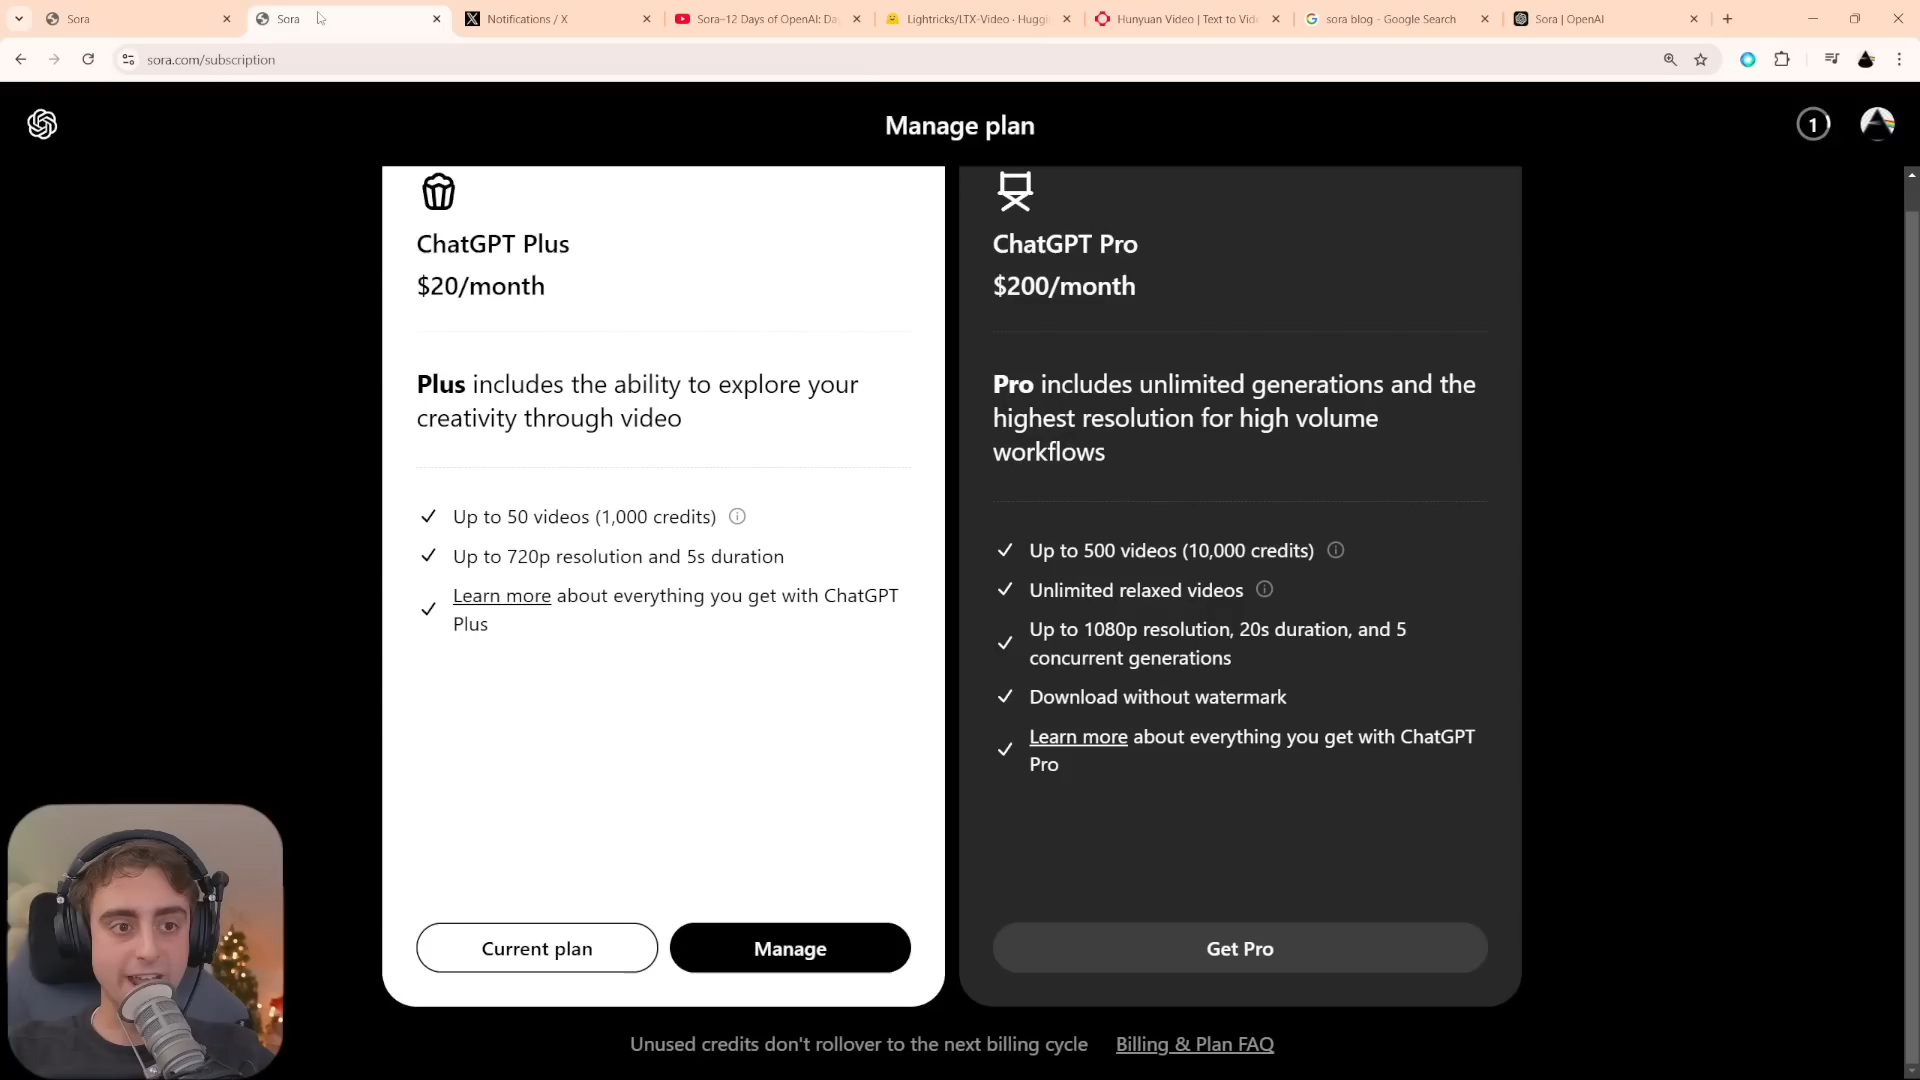 Sora
Sora
Notifications / X
Sora–12 Days of OpenAI: Da
Lightricks/LTX-Video · Huggi
Hunyuan Video | Text to Vid
sora blog - Google Search
Sora | OpenAI
sora.com/subscription
Manage plan
1
ChatGPT Plus
$20/month
Plus includes the ability to explore your
creativity through video
Up to 50 videos (1,000 credits)
Up to 720p resolution and 5s duration
Learn more about everything you get with ChatGPT
Plus
Current plan
Manage
ChatGPT Pro
$200/month
Pro includes unlimited generations and the
highest resolution for high volume
workflows
Up to 500 videos (10,000 credits)
Unlimited relaxed videos
Up to 1080p resolution, 20s duration, and 5
concurrent generations
Download without watermark
Learn more about everything you get with ChatGPT
Pro
Get Pro
Unused credits don't rollover to the next billing cycle
Billing & Plan FAQ